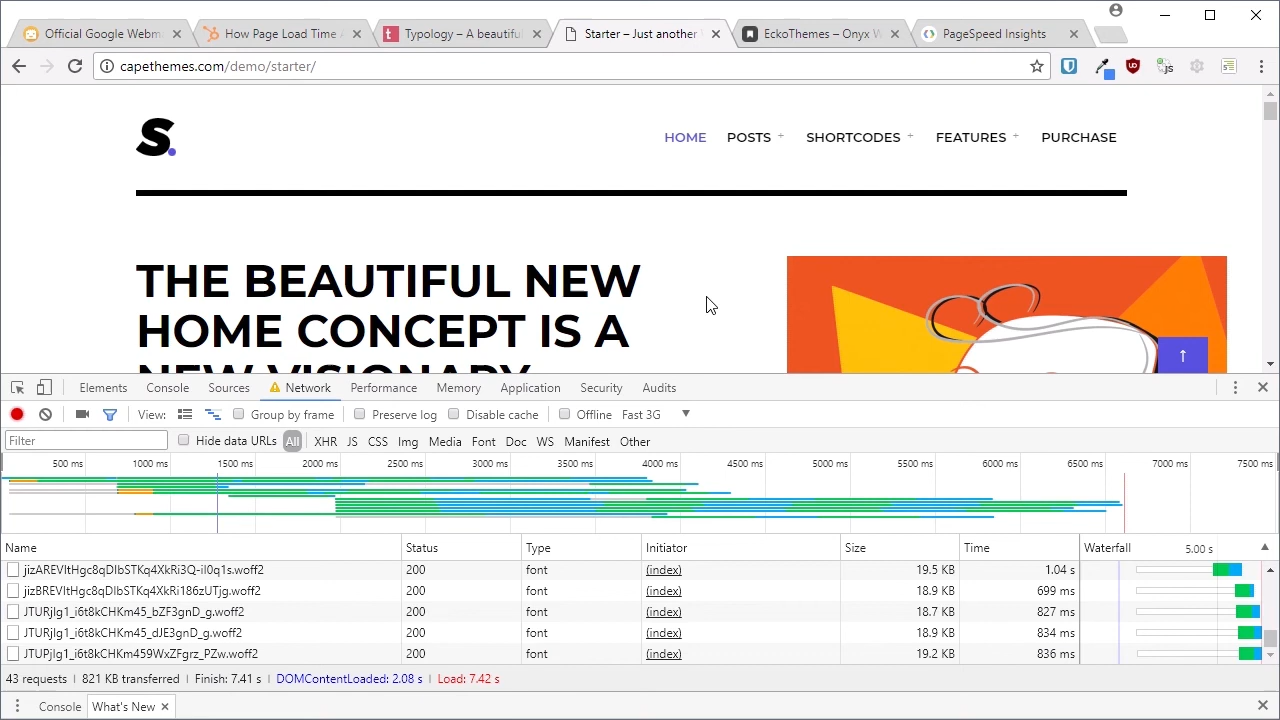 Official Google Webm
How Page Load Time
Typology – A beautiful
Starter – Just another
EckoThemes – Onyx W
PageSpeed Insights
capethemes.com/demo/starter/
S.
HOME POSTS + SHORTCODES + FEATURES + PURCHASE
THE BEAUTIFUL NEW
HOME CONCEPT IS A
NEW VISIONARY
Elements Console Sources Network Performance Memory Application Security Audits
View: Group by frame Preserve log Disable cache Offline Fast 3G
Filter Hide data URLs All XHR JS CSS Img Media Font Doc WS Manifest Other
500 ms 1000 ms 1500 ms 2000 ms 2500 ms 3000 ms 3500 ms 4000 ms 4500 ms 5000 ms 5500 ms 6000 ms 6500 ms 7000 ms 7500 ms
Name Status Type Initiator Size Time Waterfall 5.00 s
jizAREVItHgc8qDIbSTKq4XkRi3Q-iI0q1s.woff2 200 font (index) 19.5 KB 1.04 s
jizBREVItHgc8qDIbSTKq4XkRi186zUTjg.woff2 200 font (index) 18.9 KB 699 ms
JTURjIg1_i6t8kCHKm45_bZF3gnD_g.woff2 200 font (index) 18.7 KB 827 ms
JTURjIg1_i6t8kCHKm45_dJE3gnD_g.woff2 200 font (index) 18.9 KB 834 ms
JTUPjIg1_i6t8kCHKm459WxZFgrz_PZw.woff2 200 font (index) 19.2 KB 836 ms
43 requests | 821 KB transferred | Finish: 7.41 s | DOMContentLoaded: 2.08 s | Load: 7.42 s
Console What's New